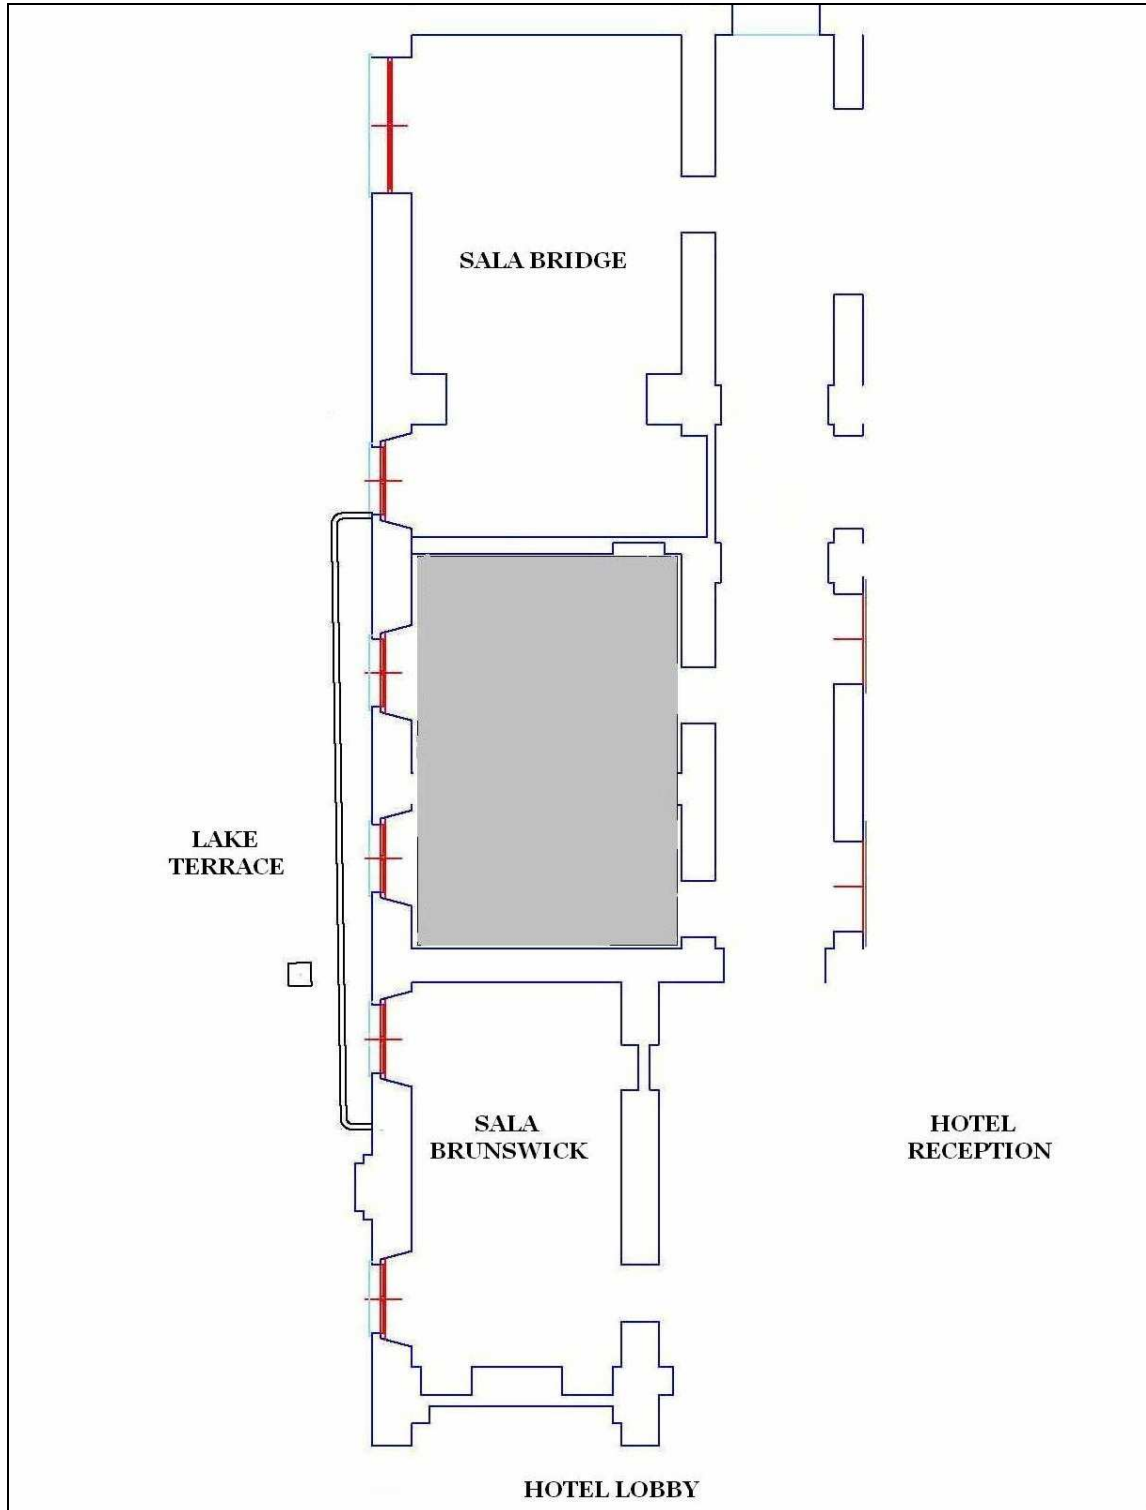 SALA BRIDGE
LAKE
TERRACE
SALA
BRUNSWICK
HOTEL
RECEPTION
HOTEL LOBBY